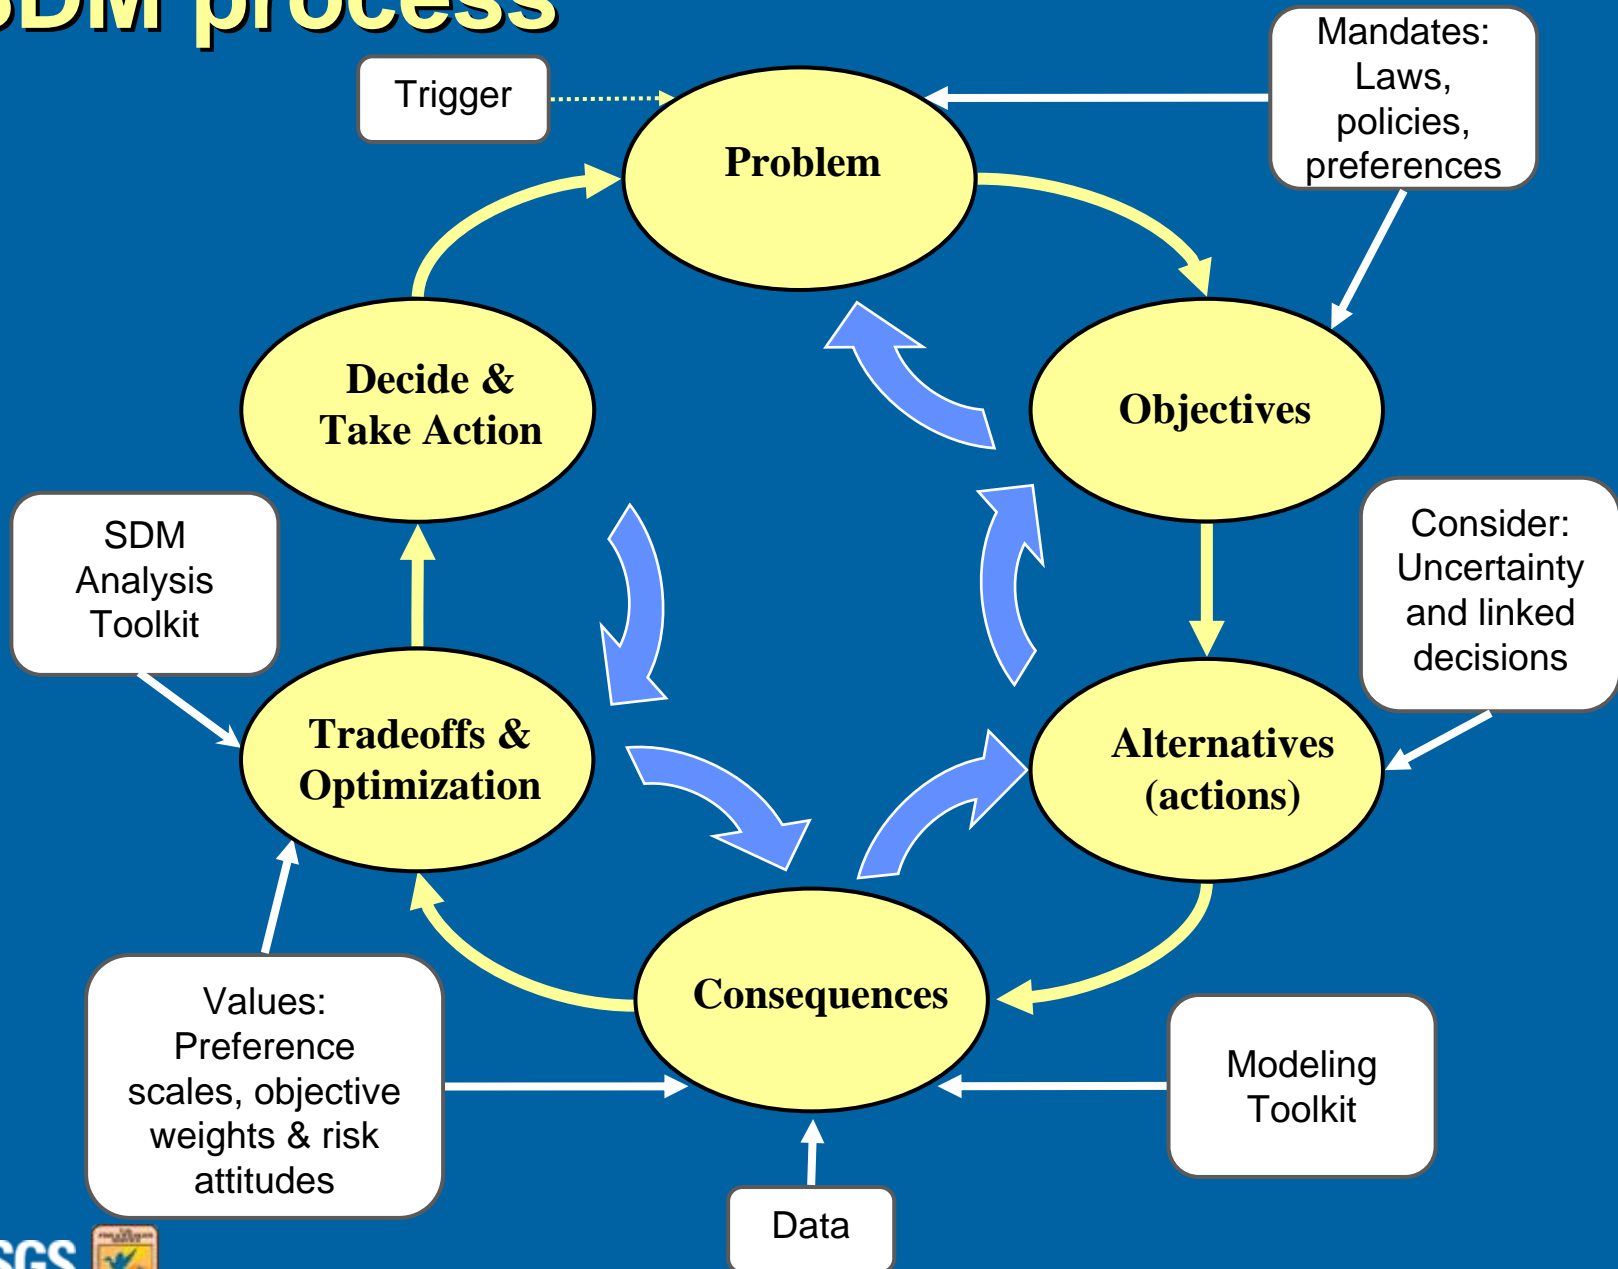 SDM process
Trigger
Mandates:
Laws,
policies,
preferences
Problem
Decide &
Take Action
Objectives
SDM
Analysis
Toolkit
Consider:
Uncertainty
and linked
decisions
Tradeoffs &
Optimization
Alternatives
(actions)
Consequences
Values:
Preference
scales, objective
weights & risk
attitudes
Modeling
Toolkit
Data
SGS